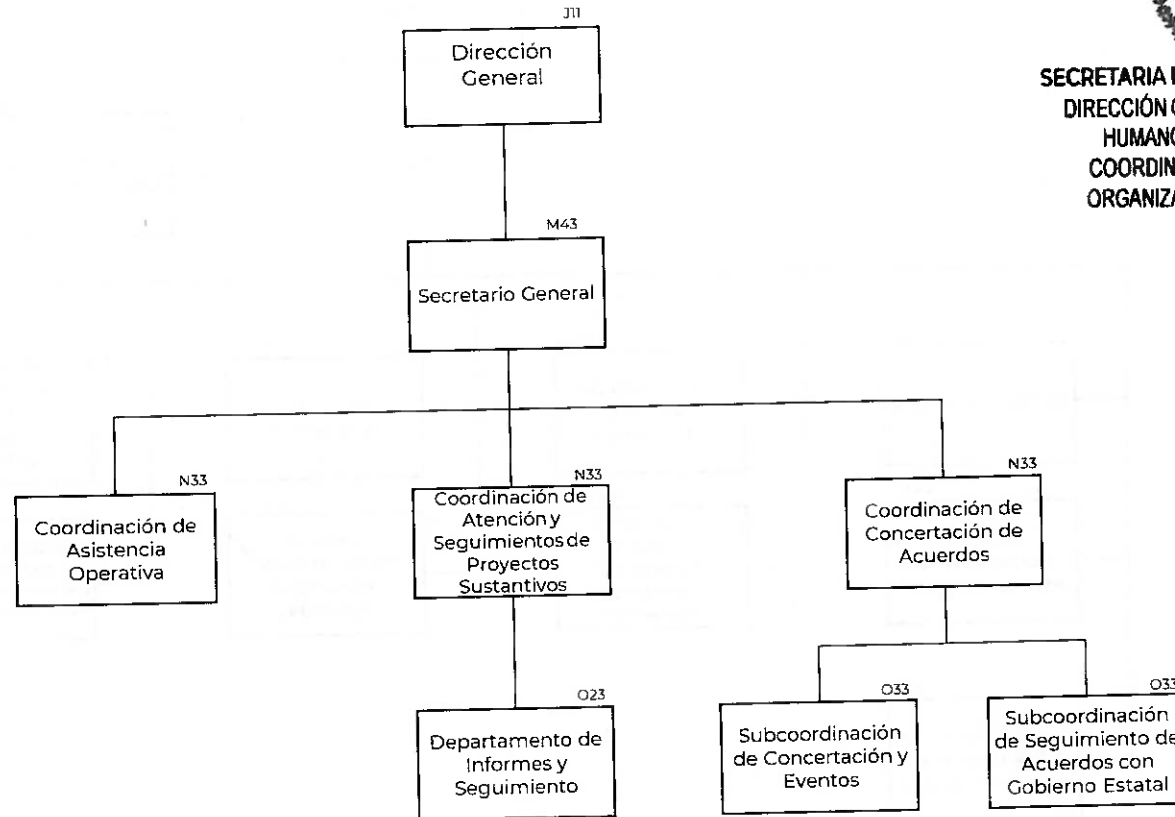 J11
Dirección
General
SECRETARIA
DIRECCIÓN
HUMANO
COORDIN
ORGANIZA
M43
Secretario General
N33
Coordinación de
Asistencia
Operativa
N33
Coordinación de
Atención y
Seguimientos de
Proyectos
Sustantivos
N33
Coordinación de
Concertación de
Acuerdos
O23
Departamento de
Informes y
Seguimiento
O33
Subcoordinación
de Concertación y
Eventos
O33
Subcoordinación
de Seguimiento de
Acuerdos con
Gobierno Estatal